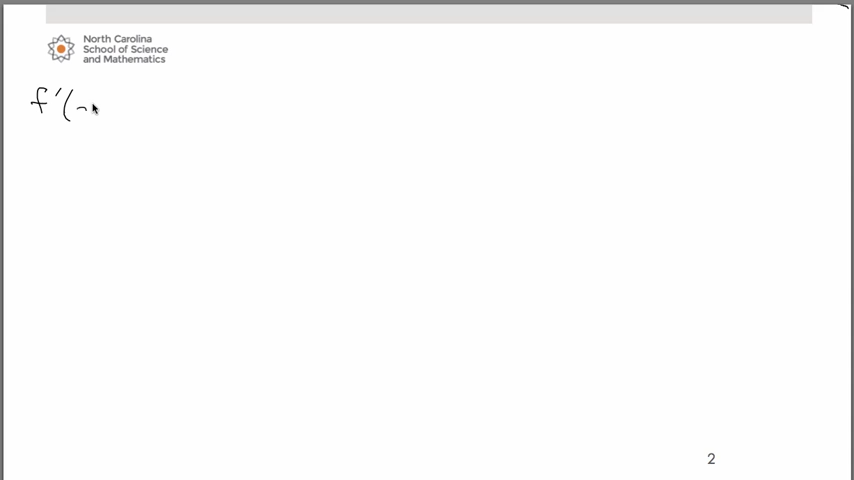 North Carolina
School of Science
and Mathematics
f'(
2